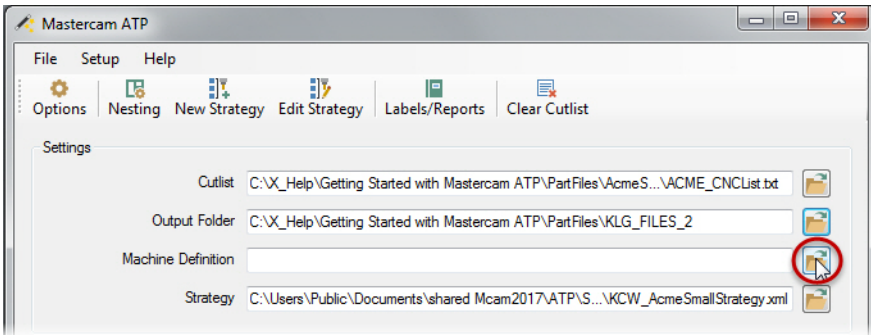 Mastercam ATP
File Setup Help
Options Nesting New Strategy Edit Strategy Labels/Reports Clear Cutlist
Settings
Cutlist C:\X_Help\Getting Started with Mastercam ATP\PartFiles\AcmeS...\ACME_CNCList.txt
Output Folder C:\X_Help\Getting Started with Mastercam ATP\PartFiles\KLG_FILES_2
Machine Definition
Strategy C:\Users\Public\Documents\shared Mcam2017\ATP\S...\KCW_AcmeSmallStrategy.xml